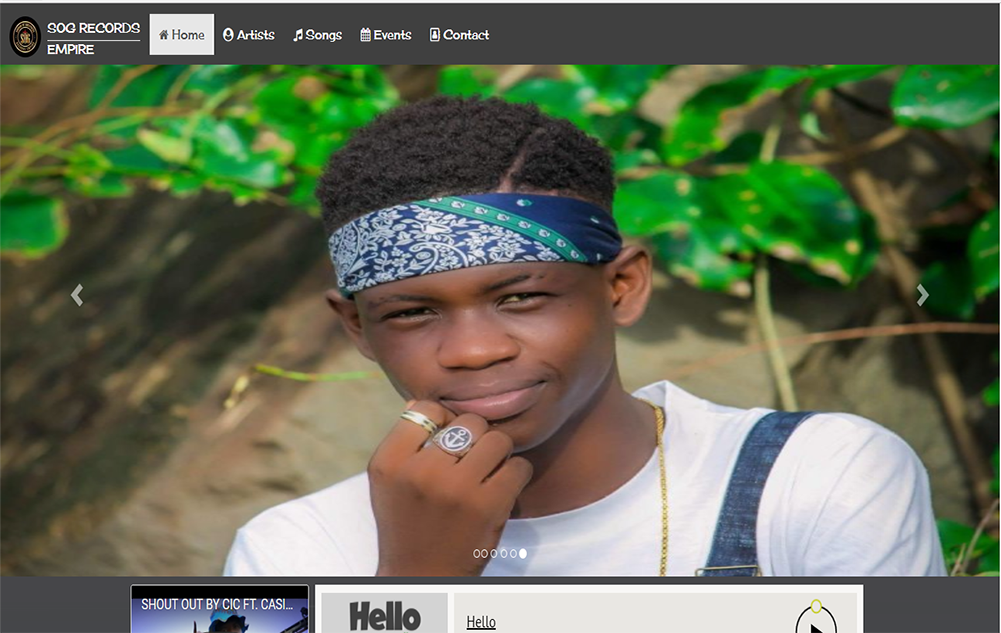 SOG RECORDS
EMPIRE
Home Artists Songs Events Contact
SHOUT OUT BY CIC FT. CASI...
Hello
Hello